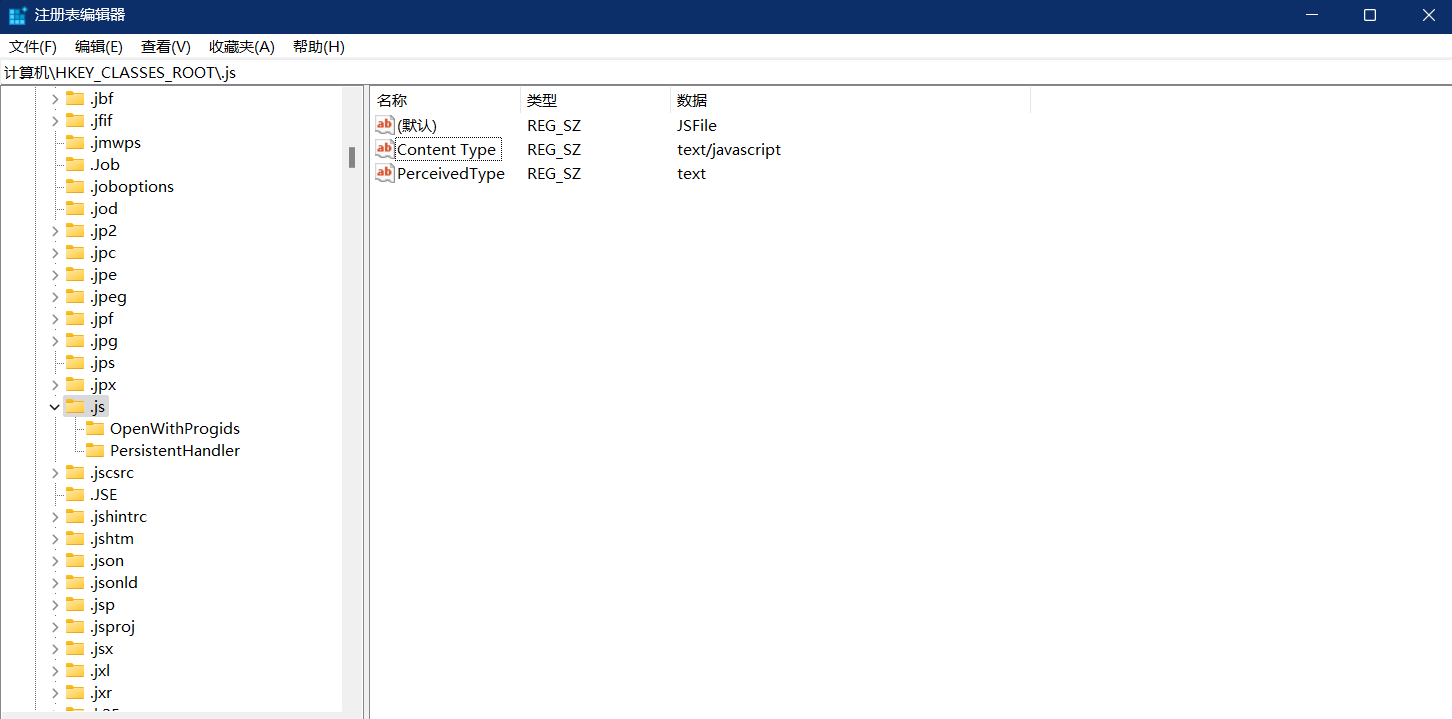 注册表编辑器
文件(F) 编辑(E) 查看(V) 收藏夹(A) 帮助(H)
计算机\HKEY_CLASSES_ROOT\.js
.jbf
.jfif
.jmwps
.Job
.joboptions
.jod
.jp2
.jpc
.jpe
.jpeg
.jpf
.jpg
.jps
.jpx
.js
OpenWithProgids
PersistentHandler
.jscsrc
.JSE
.jshintrc
.jshtm
.json
.jsonld
.jsp
.jsproj
.jsx
.jxl
.jxr
名称 类型 数据
ab (默认) REG_SZ JSFile
ab Content Type REG_SZ text/javascript
ab PerceivedType REG_SZ text